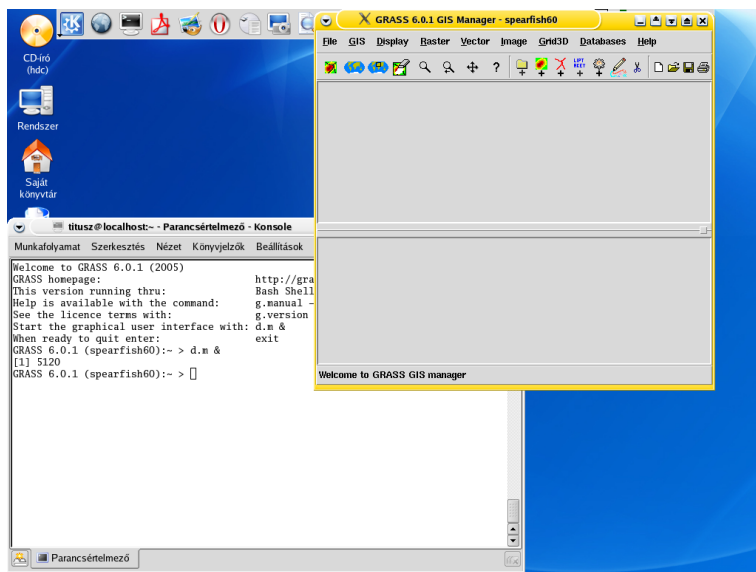 CD-író
(hdc)
Rendszer
Saját
könyvtár
GRASS 6.0.1 GIS Manager - spearfish60
File GIS Display Raster Vector Image Grid3D Databases Help
Welcome to GRASS GIS manager
titusz@localhost:~ - Parancsértelmező - Konsole
Munkafolyamat Szerkesztés Nézet Könyvjelzők Beállítások
Welcome to GRASS 6.0.1 (2005)
GRASS homepage: http://gra
This version running thru: Bash Shell
Help is available with the command: g.manual -
See the licence terms with: g.version
Start the graphical user interface with: d.m &
When ready to quit enter: exit
GRASS 6.0.1 (spearfish60):~ > d.m &
[1] 5120
GRASS 6.0.1 (spearfish60):~ >
Parancsértelmező